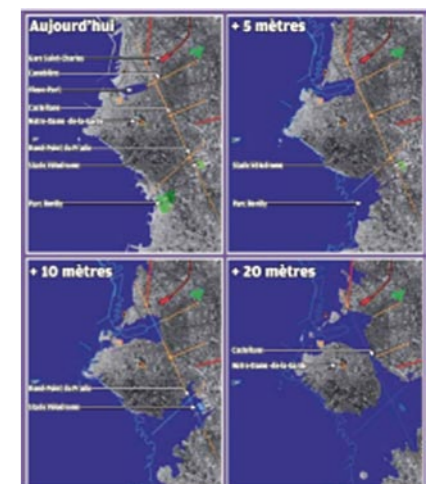 Aujourd'hui
Gare Saint-Charles
Canebière
Vieux-Port
Castellane
Notre-Dame-de-la-Garde
Rond-Point du Prado
Stade Vélodrome
Parc Borély
+ 5 mètres
Stade Vélodrome
Parc Borély
+ 10 mètres
Rond-Point du Prado
Stade Vélodrome
+ 20 mètres
Castellane
Notre-Dame-de-la-Garde